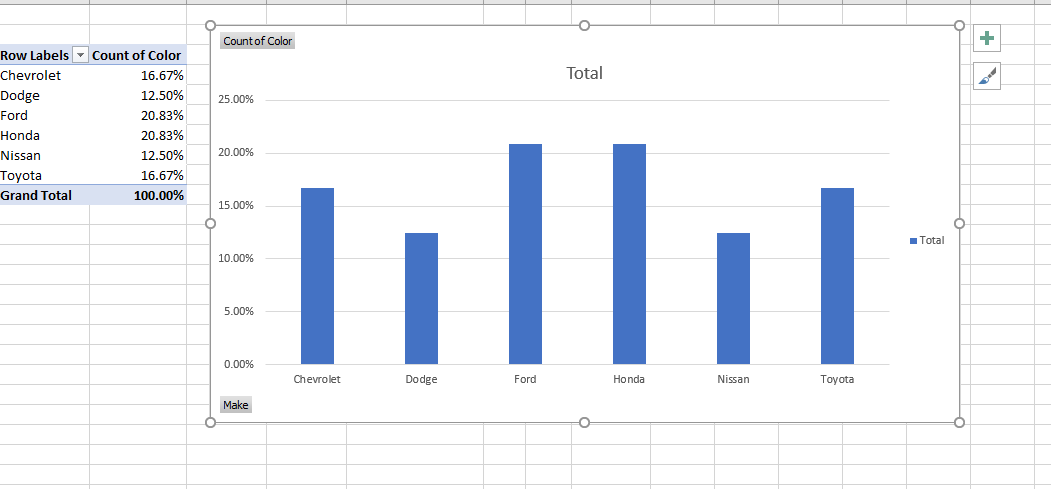 Row Labels Count of Color
Chevrolet 16.67%
Dodge 12.50%
Ford 20.83%
Honda 20.83%
Nissan 12.50%
Toyota 16.67%
Grand Total 100.00%
Count of Color
Total
25.00%
20.00%
15.00%
10.00%
5.00%
0.00%
Chevrolet Dodge Ford Honda Nissan Toyota
Total
Make